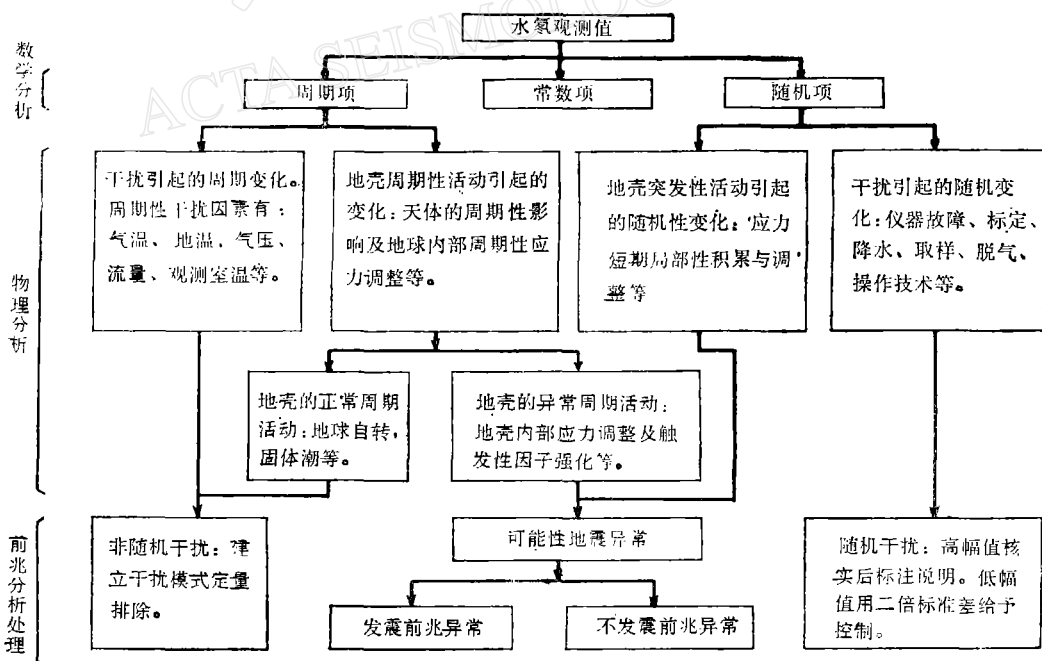 ACTA SEISMOLO
水氡观测值
数学分析
周期项
常数项
随机项
物理分析
干扰引起的周期变化。
周期性干扰因素有：
气温、地温、气压、
流量、观测室温等。
地壳周期性活动引起的
变化：天体的周期性影
响及地球内部周期性应
力调整等。
地壳突发性活动引起
的随机性变化：应力
短期局部性积累与调
整等
干扰引起的随机变
化：仪器故障、标定、
降水、取样、脱气、
操作技术等。
地壳的正常周期
活动：地球自转，
固体潮等。
地壳的异常周期活动：
地壳内部应力调整及触
发性因子强化等。
前兆分析处理
非随机干扰：建
立干扰模式定量
排除。
可能性地震异常
随机干扰：高幅值核
实后标注说明。低幅
值用二倍标准差给予
控制。
发震前兆异常
不发震前兆异常